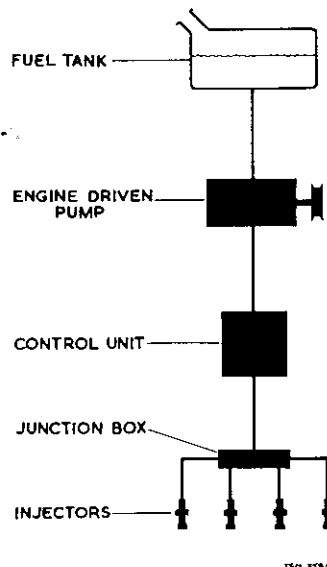 FUEL TANK
ENGINE DRIVEN
PUMP
CONTROL UNIT
JUNCTION BOX
INJECTORS